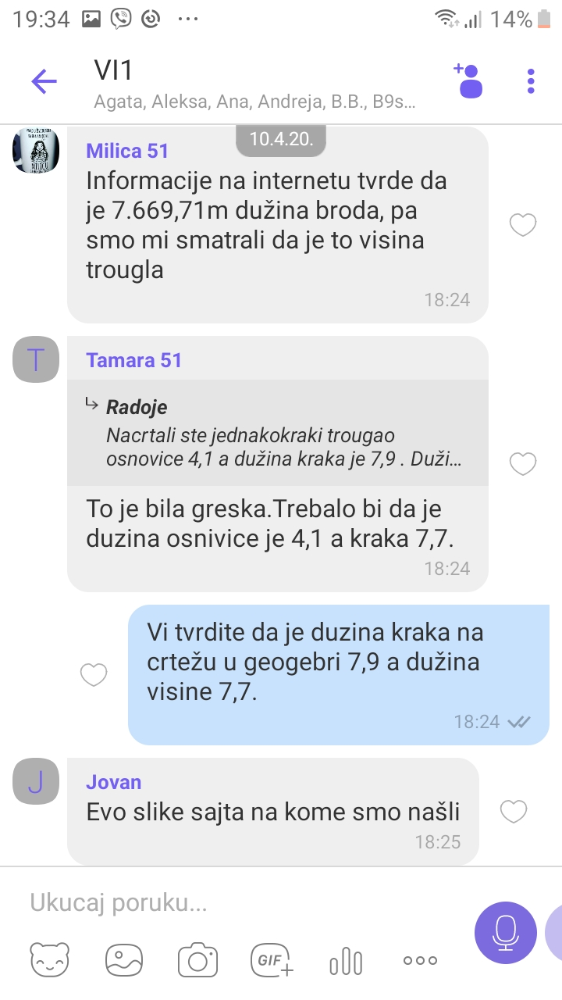 19:34
14%
VI1
Agata, Aleksa, Ana, Andreja, B.B., B9s...
10.4.20.
Milica 51
Informacije na internetu tvrde da
je 7.669,71m dužina broda, pa
smo mi smatrali da je to visina
trougla
18:24
T
Tamara 51
Radoje
Nacrtali ste jednakokraki trougao
osnovice 4,1 a dužina kraka je 7,9 . Duži...
To je bila greska.Trebalo bi da je
duzina osnivice je 4,1 a kraka 7,7.
18:24
Vi tvrdite da je duzina kraka na
crtežu u geogebri 7,9 a dužina
visine 7,7.
18:24
J
Jovan
Evo slike sajta na kome smo našli
18:25
Ukucaj poruku...
GIF